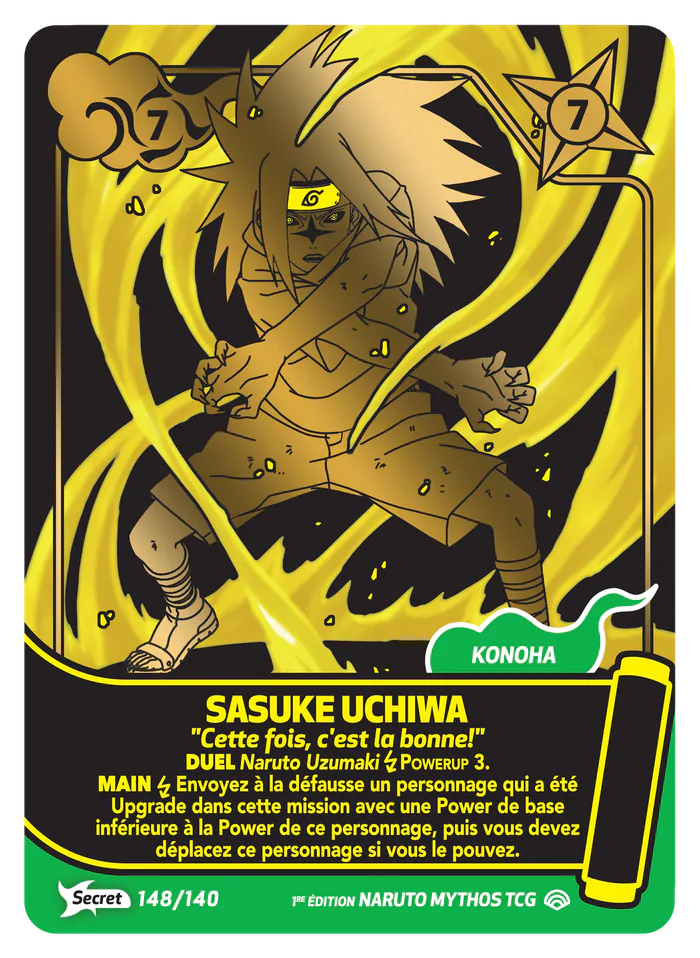 7
7
KONOHA
SASUKE UCHIWA
"Cette fois, c'est la bonne!"
DUEL Naruto Uzumaki ϟ POWERUP 3.
MAIN ϟ Envoyez à la défausse un personnage qui a été
Upgrade dans cette mission avec une Power de base
inférieure à la Power de ce personnage, puis vous devez
déplacez ce personnage si vous le pouvez.
Secret 148/140 1RE ÉDITION NARUTO MYTHOS TCG